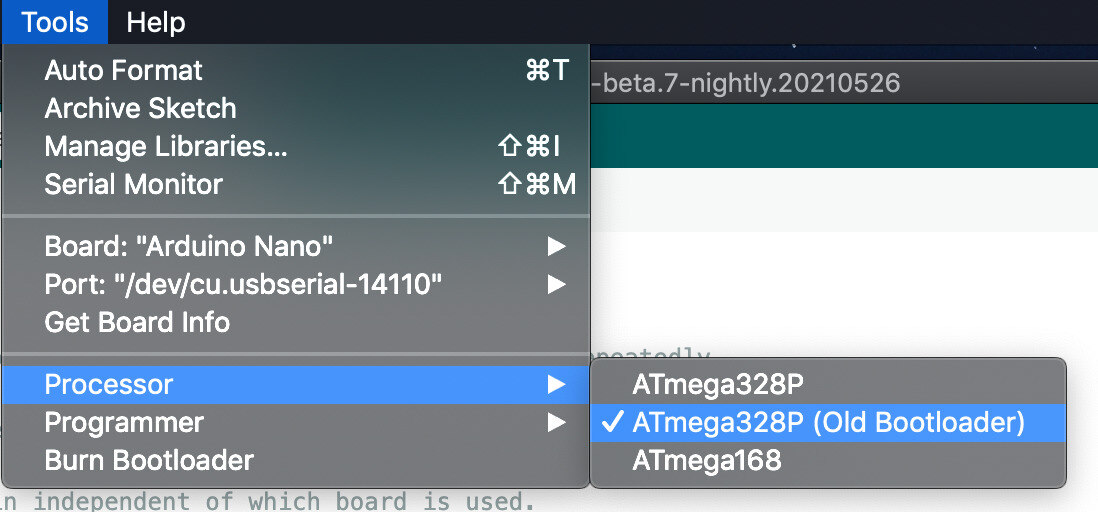 Tools Help
Auto Format ⌘T
-beta.7-nightly.20210526
Archive Sketch
Manage Libraries... ⇧⌘I
Serial Monitor ⇧⌘M
Board: "Arduino Nano" ▶
Port: "/dev/cu.usbserial-14110" ▶
Get Board Info
Processor ▶
ATmega328P
Programmer ▶
✓ ATmega328P (Old Bootloader)
Burn Bootloader
ATmega168
in independent of which board is used.